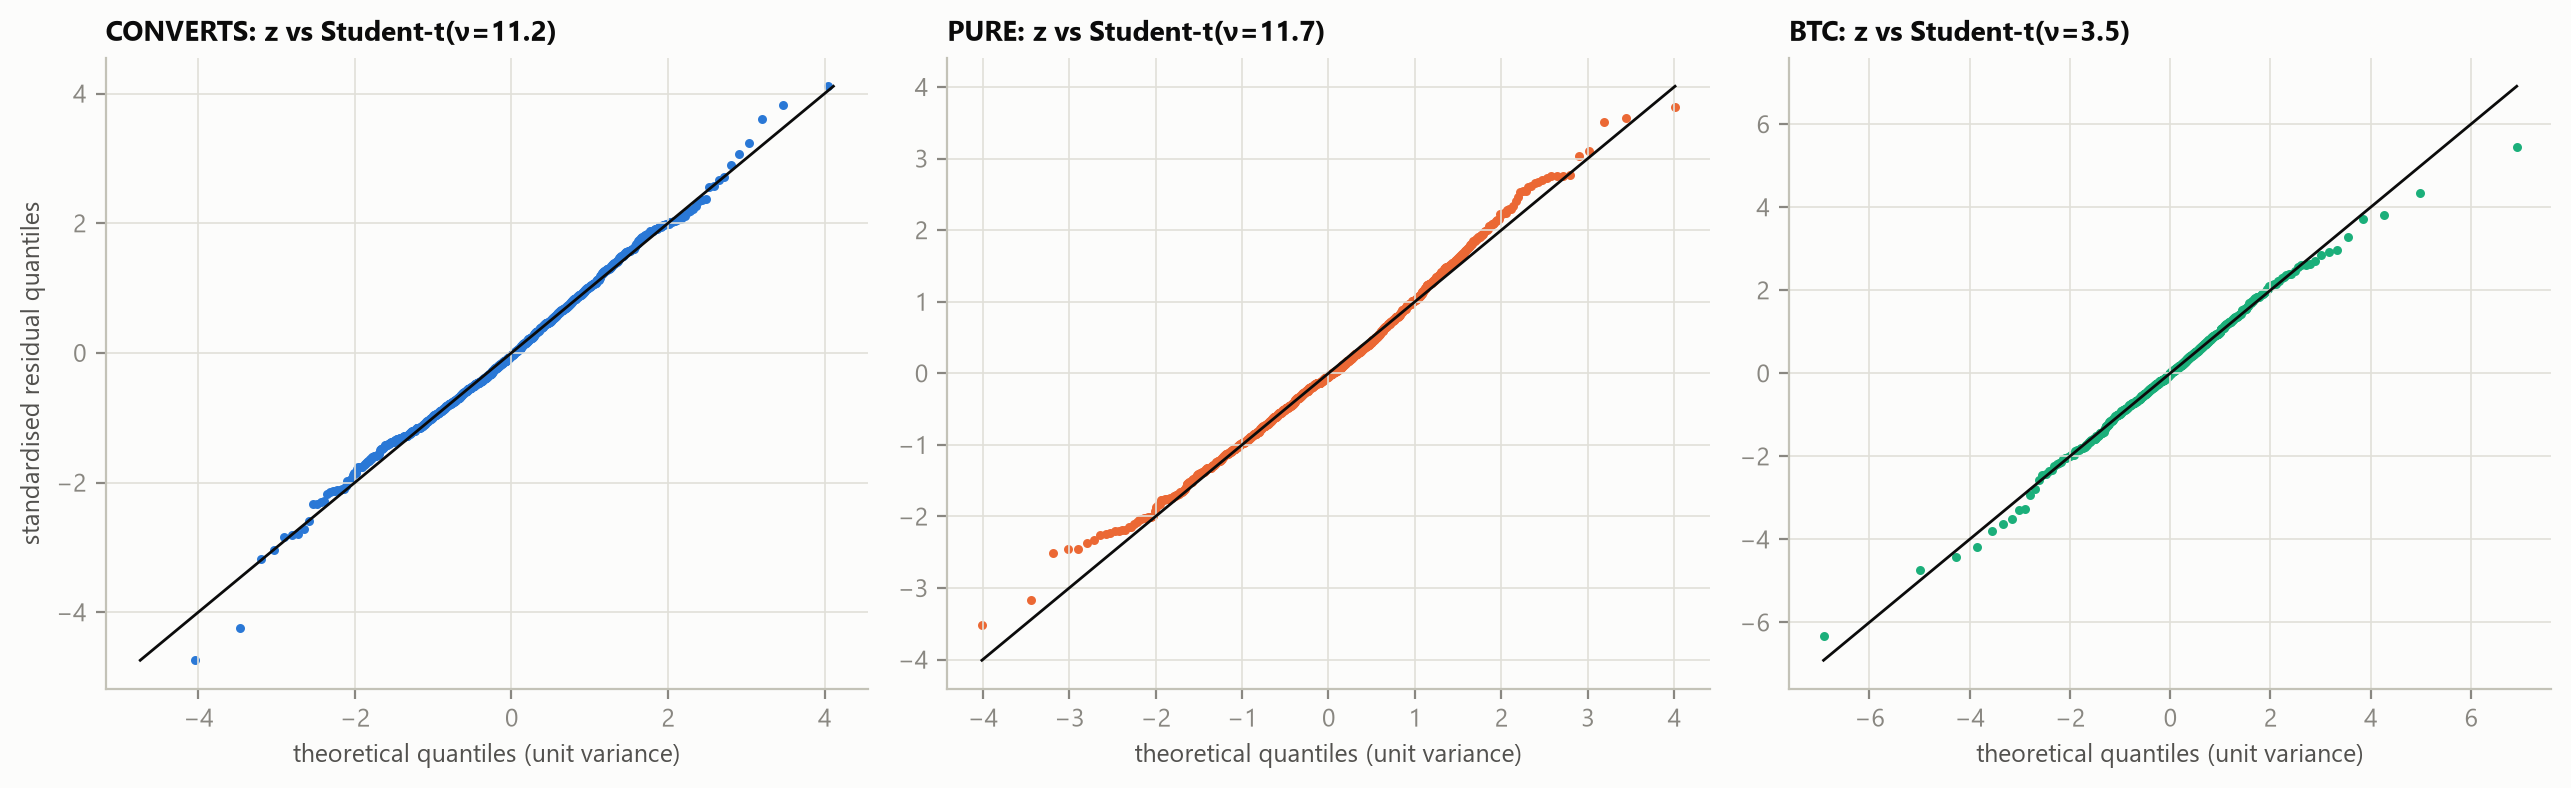 CONVERTS: z vs Student-t(ν=11.2)
standardised residual quantiles
4
2
0
−2
−4
−4 −2 0 2 4
theoretical quantiles (unit variance)
PURE: z vs Student-t(ν=11.7)
4
3
2
1
0
−1
−2
−3
−4
−4 −3 −2 −1 0 1 2 3 4
theoretical quantiles (unit variance)
BTC: z vs Student-t(ν=3.5)
6
4
2
0
−2
−4
−6
−6 −4 −2 0 2 4 6
theoretical quantiles (unit variance)